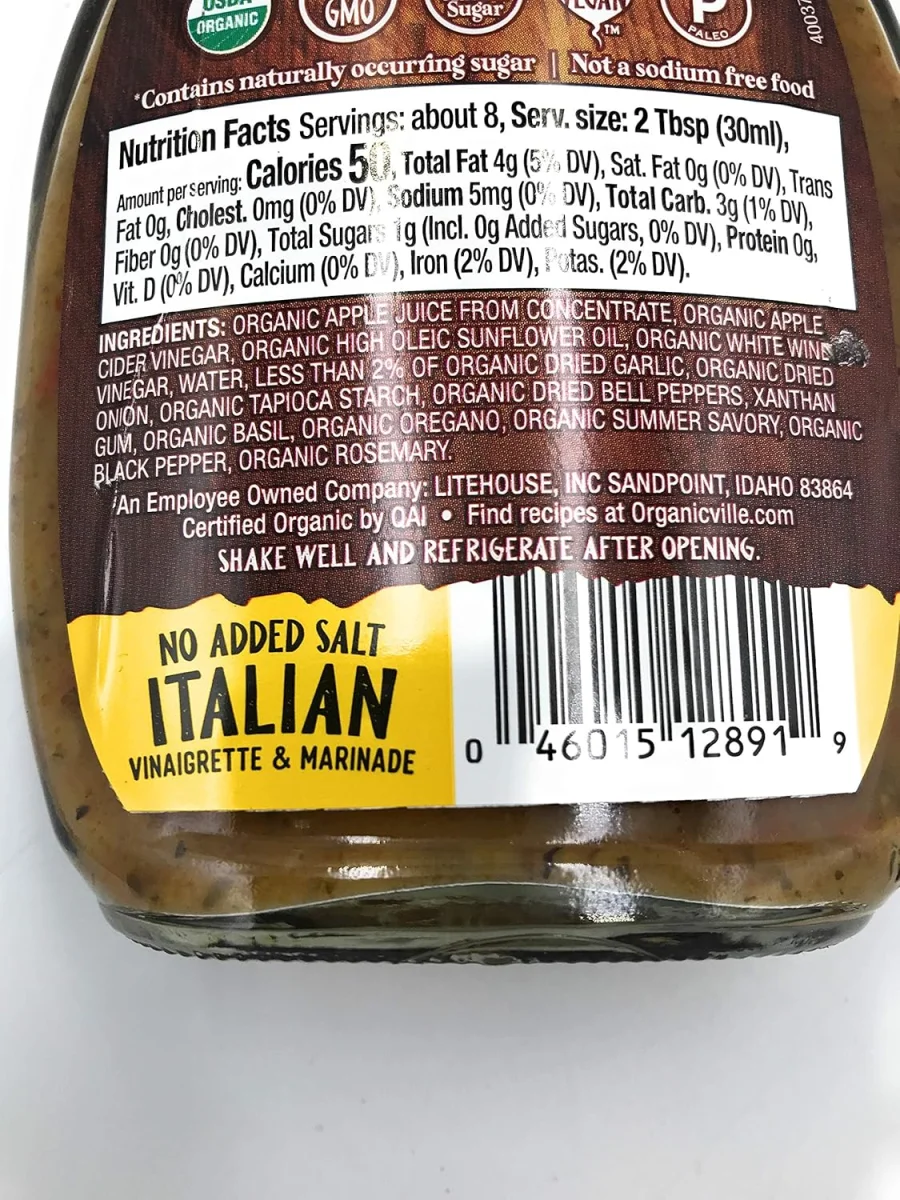 USDA
ORGANIC
GMO
Sugar
TM
P
PALEO
4003
*Contains naturally occurring sugar | Not a sodium free food
Nutrition Facts Servings: about 8, Serv. size: 2 Tbsp (30ml),
Amount per serving: Calories 50, Total Fat 4g (5% DV), Sat. Fat 0g (0% DV), Trans
Fat 0g, Cholest. 0mg (0% DV), Sodium 5mg (0% DV), Total Carb. 3g (1% DV),
Fiber 0g (0% DV), Total Sugars 1g (Incl. 0g Added Sugars, 0% DV), Protein 0g,
Vit. D (0% DV), Calcium (0% DV), Iron (2% DV), Potas. (2% DV).
INGREDIENTS: ORGANIC APPLE JUICE FROM CONCENTRATE, ORGANIC APPLE
CIDER VINEGAR, ORGANIC HIGH OLEIC SUNFLOWER OIL, ORGANIC WHITE WINE
VINEGAR, WATER, LESS THAN 2% OF ORGANIC DRIED GARLIC, ORGANIC DRIED
ONION, ORGANIC TAPIOCA STARCH, ORGANIC DRIED BELL PEPPERS, XANTHAN
GUM, ORGANIC BASIL, ORGANIC OREGANO, ORGANIC SUMMER SAVORY, ORGANIC
BLACK PEPPER, ORGANIC ROSEMARY.
An Employee Owned Company: LITEHOUSE, INC SANDPOINT, IDAHO 83864
Certified Organic by QAI • Find recipes at Organicville.com
SHAKE WELL AND REFRIGERATE AFTER OPENING.
NO ADDED SALT
ITALIAN
VINAIGRETTE & MARINADE
0 46015 12891 9